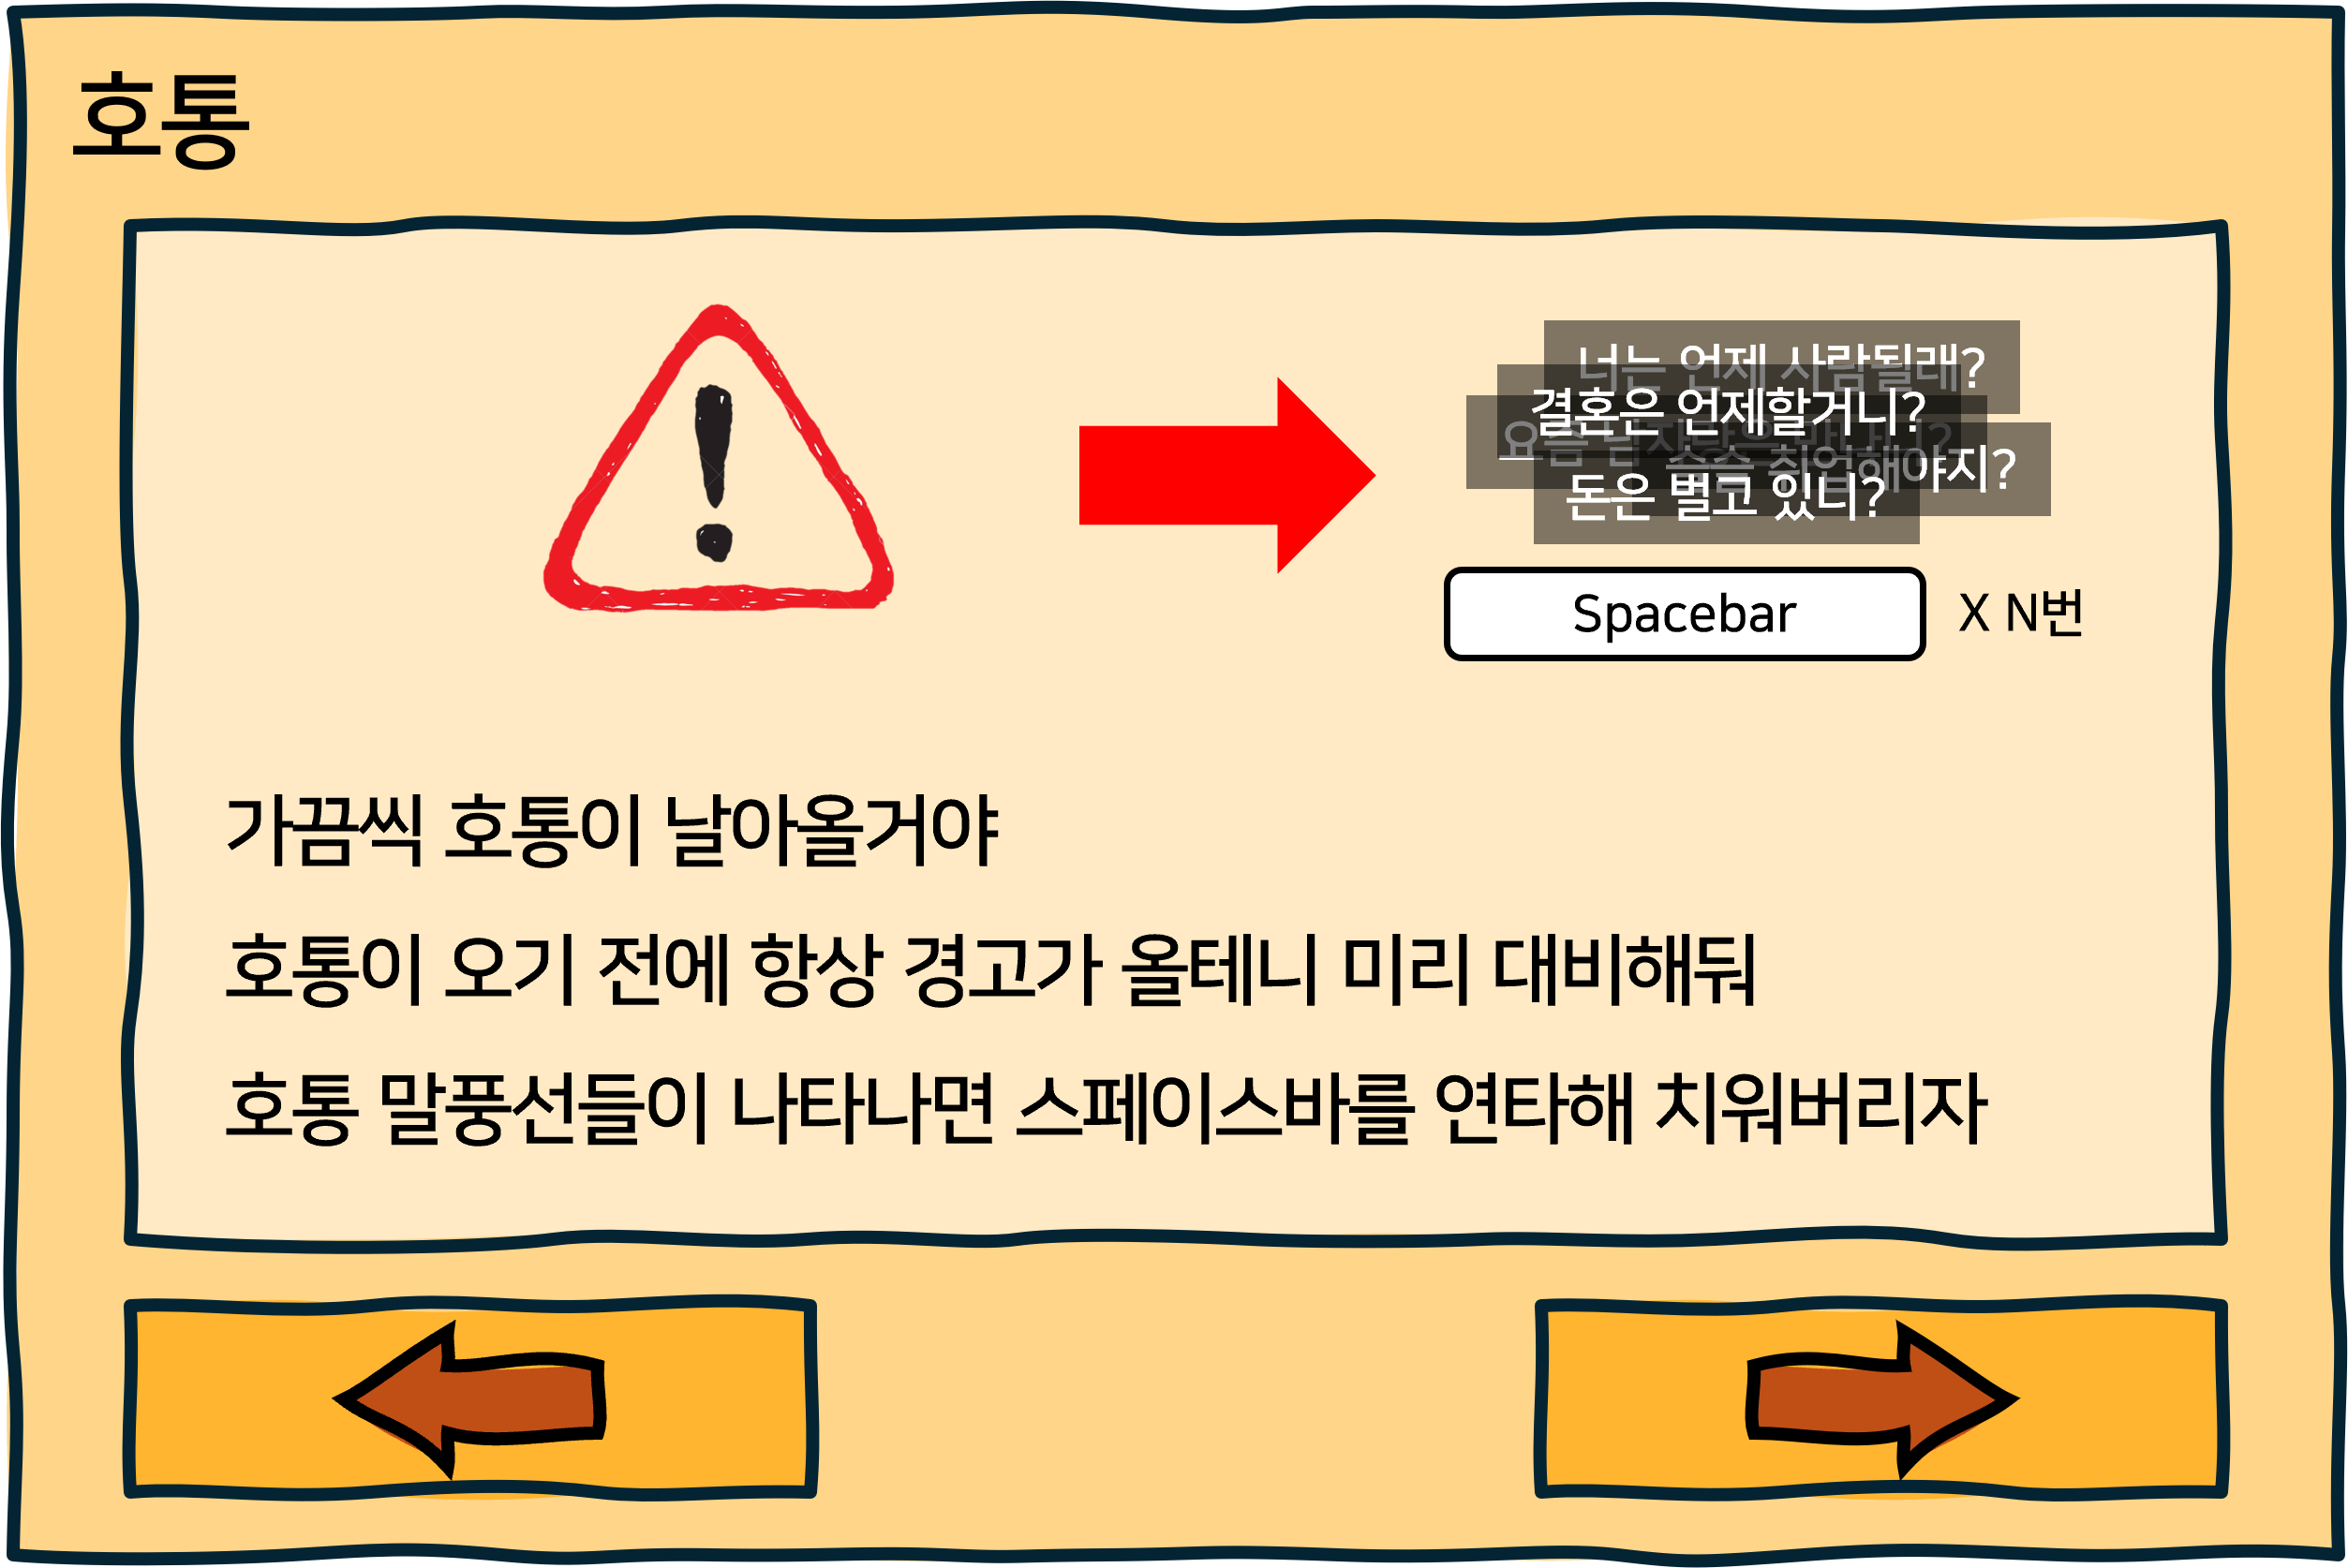 호통
너는 언제 사람될래?
결혼은 언제할거니?
요즘
슬슬 취업해야지?
돈은 벌고 있니?
Spacebar
X N번
가끔씩 호통이 날아올거야
호통이 오기 전에 항상 경고가 올테니 미리 대비해둬
호통 말풍선들이 나타나면 스페이스바를 연타해 치워버리자